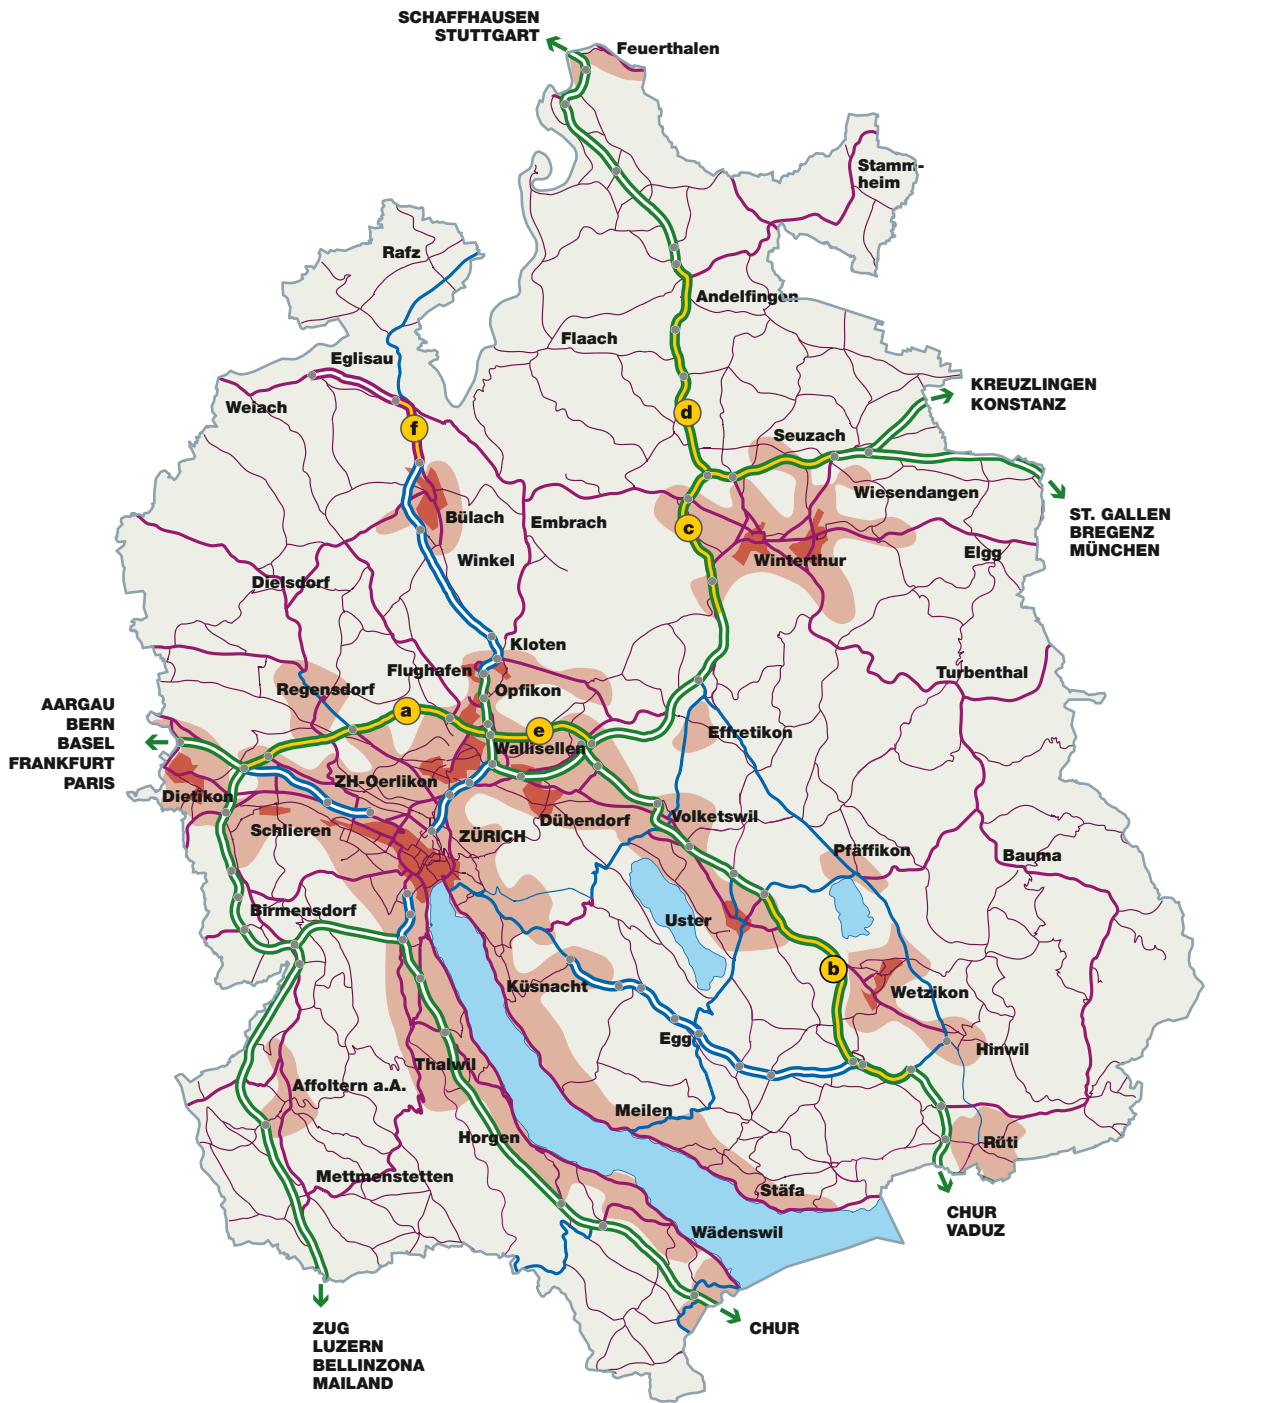 SCHAFFHAUSEN
STUTTGART
Feuerthalen
Stamm-
heim
Rafz
Andelfingen
Flaach
Eglisau
KREUZLINGEN
KONSTANZ
Weiach
d
f
Seuzach
Wiesendangen
Bülach
Embrach
c
ST. GALLEN
BREGENZ
MÜNCHEN
Winkel
Winterthur
Elgg
Dielsdorf
Kloten
Flughafen
Turbenthal
Regensdorf
Opfikon
AARGAU
BERN
BASEL
FRANKFURT
PARIS
a
e
Effretikon
Wallisellen
ZH-Oerlikon
Dietikon
Schlieren
Dübendorf
Volketswil
ZÜRICH
Pfäffikon
Bauma
Birmensdorf
Uster
b
Küsnacht
Wetzikon
Egg
Hinwil
Thalwil
Affoltern a.A.
Meilen
Horgen
Rüti
Mettmenstetten
Stäfa
CHUR
VADUZ
Wädenswil
CHUR
ZUG
LUZERN
BELLINZONA
MAILAND